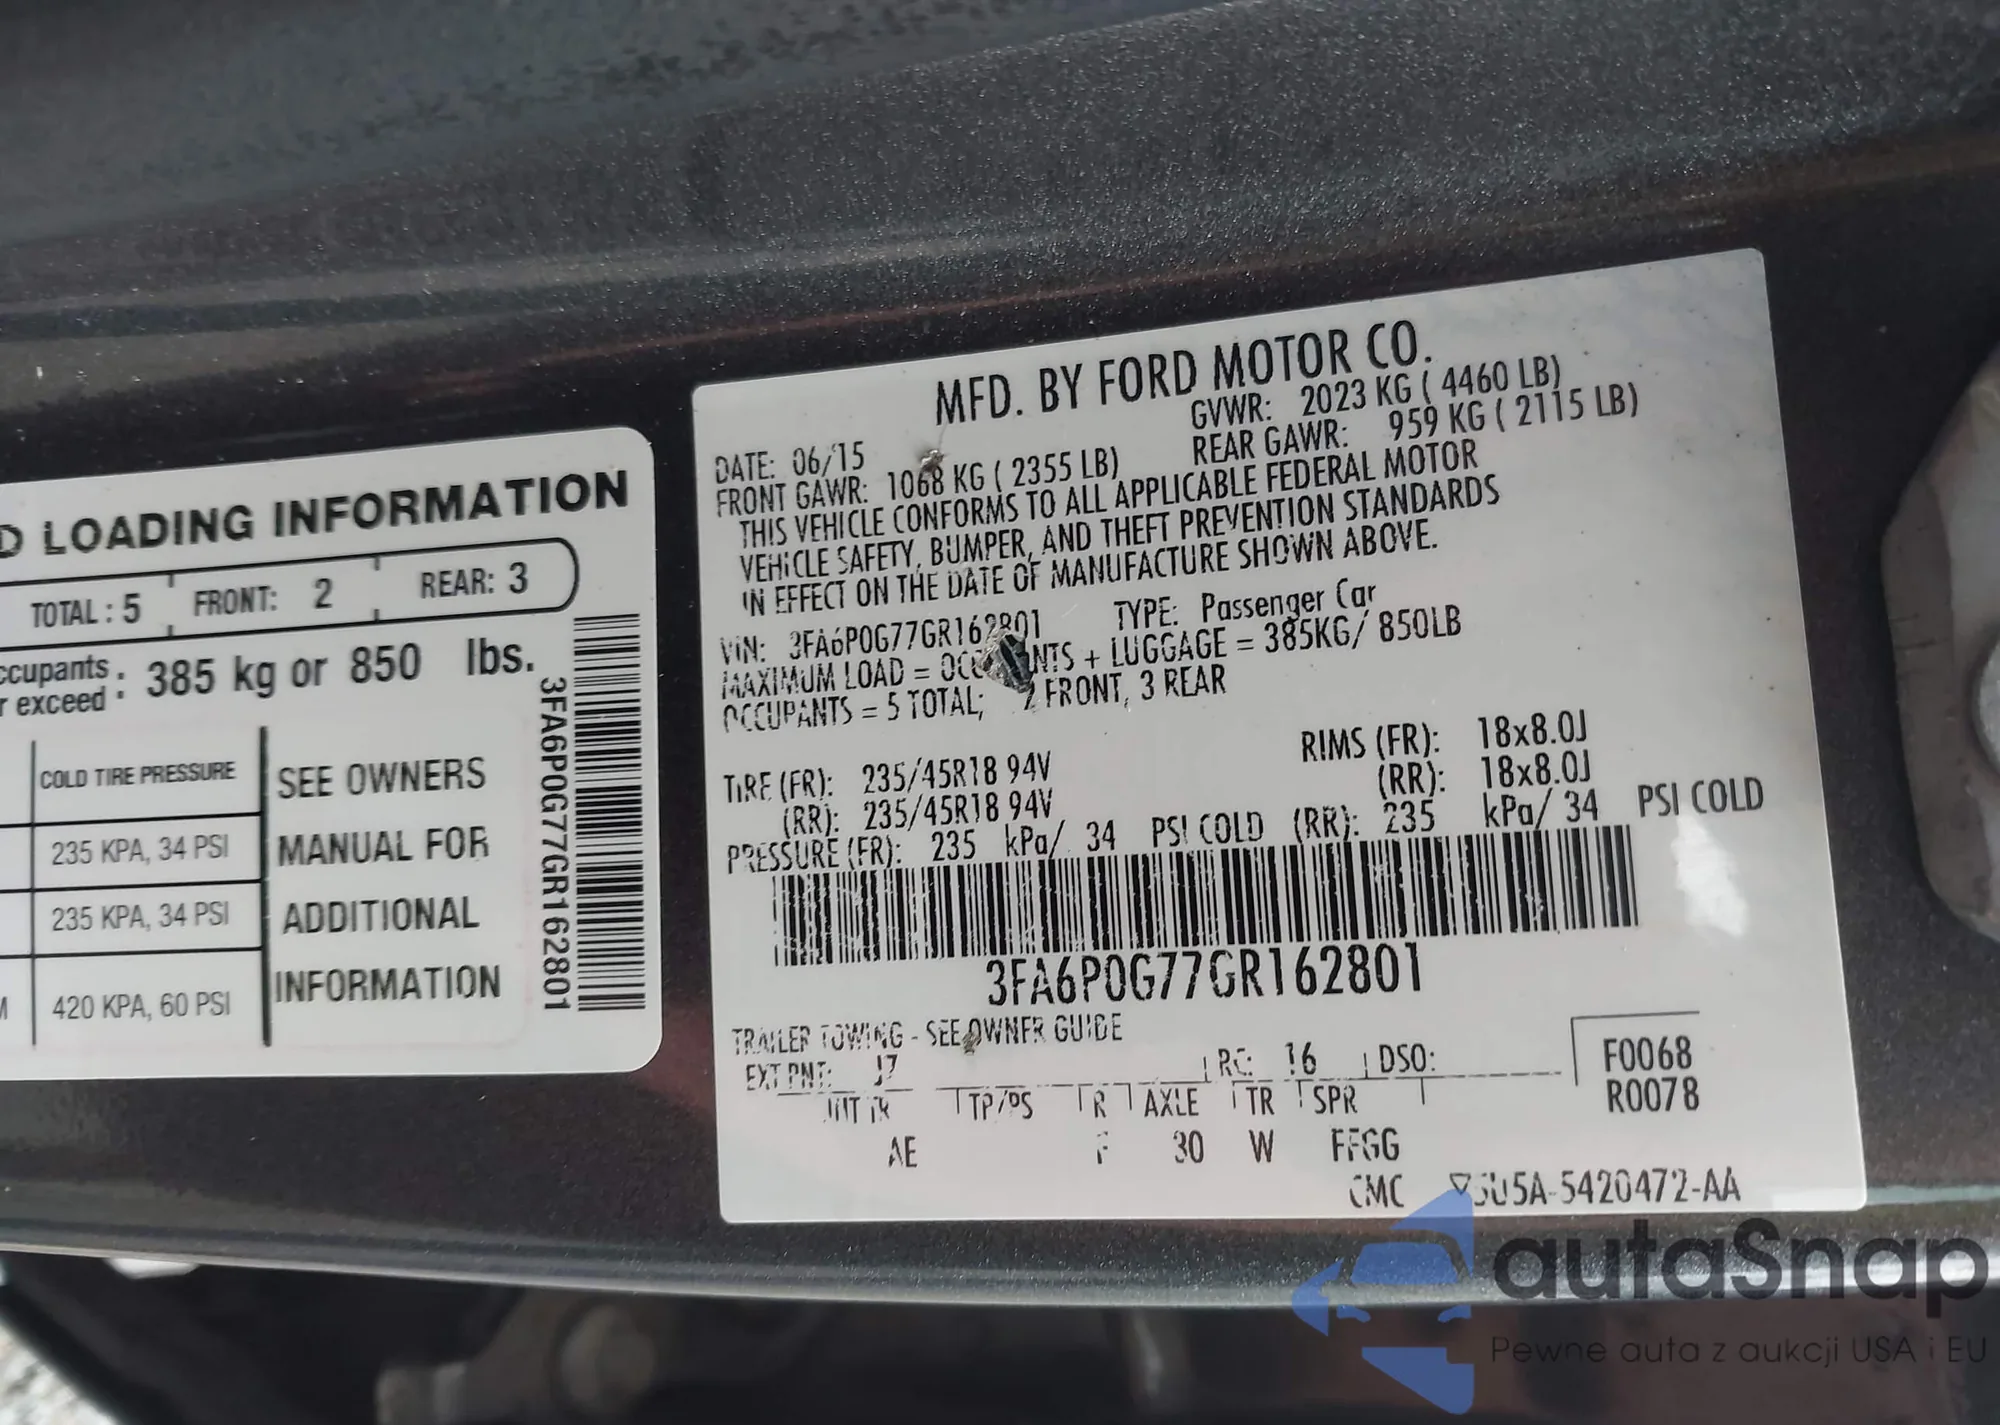 D LOADING INFORMATION
TOTAL : 5 FRONT: 2 REAR: 3
ccupants
r exceed : 385 kg or 850 lbs.
COLD TIRE PRESSURE
235 KPA, 34 PSI
235 KPA, 34 PSI
420 KPA, 60 PSI
SEE OWNERS
MANUAL FOR
ADDITIONAL
INFORMATION
3FA6P0G77GR162801
MFD. BY FORD MOTOR CO.
DATE: 06/15 GVWR: 2023 KG ( 4460 LB)
FRONT GAWR: 1068 KG ( 2355 LB) REAR GAWR: 959 KG ( 2115 LB)
THIS VEHICLE CONFORMS TO ALL APPLICABLE FEDERAL MOTOR
VEHICLE SAFETY, BUMPER, AND THEFT PREVENTION STANDARDS
IN EFFECT ON THE DATE OF MANUFACTURE SHOWN ABOVE.
VIN: 3FA6P0G77GR162801 TYPE: Passenger Car
MAXIMUM LOAD = OCCUPANTS + LUGGAGE = 385KG/ 850LB
OCCUPANTS = 5 TOTAL; 2 FRONT, 3 REAR
TIRE (FR): 235/45R18 94V RIMS (FR): 18x8.0J
(RR): 235/45R18 94V (RR): 18x8.0J
PRESSURE (FR): 235 kPa/ 34 PSI COLD (RR): 235 kPa/ 34 PSI COLD
3FA6P0G77GR162801
TRAILER TOWING - SEE OWNER GUIDE
EXT PNT: J7 RC: 16 DSO: F0068
R0078
INT TR TP/PS R AXLE TR SPR
AE F 30 W FFGG
CMC 5U5A-5420472-AA
autaSnap
Pewne auta z aukcji USA i EU